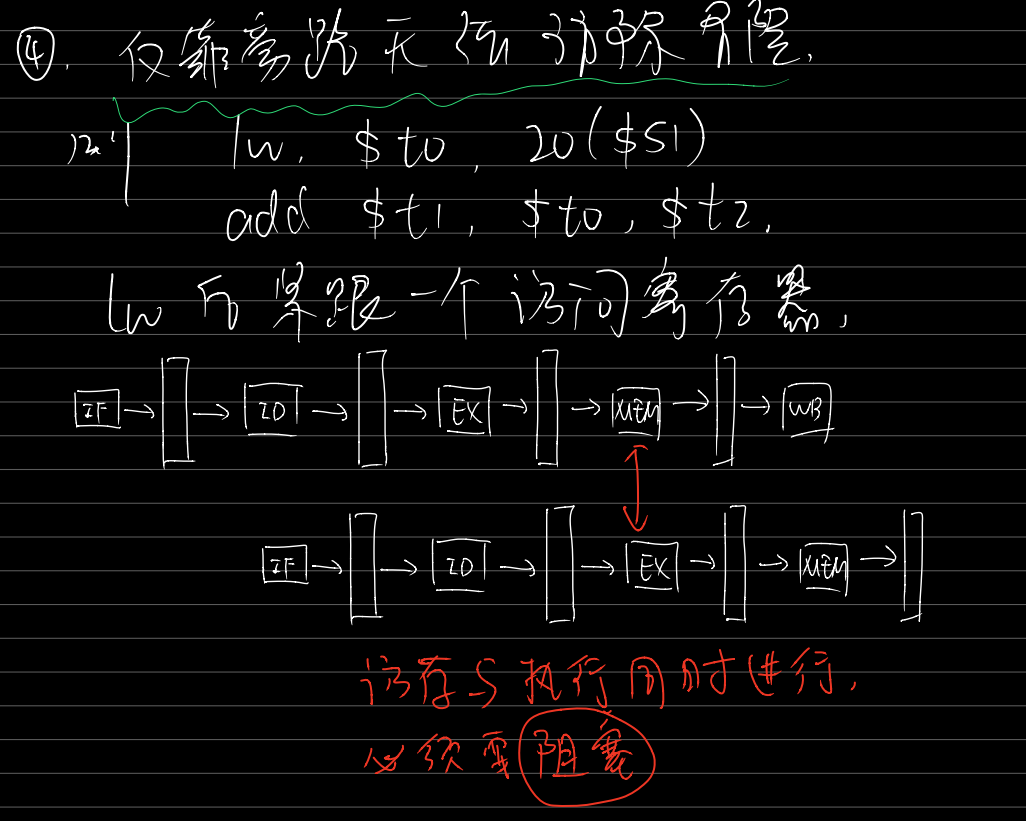 ④. 仅靠旁路无法消除冒险.
lw. $t0, 20($s1)
add $t1, $t0, $t2.
lw后紧跟一个访问寄存器,
IF → → ID → → EX → → MEM → → WB
IF → → ID → → EX → → MEM →
访存与执行同时进行,
必须要阻塞